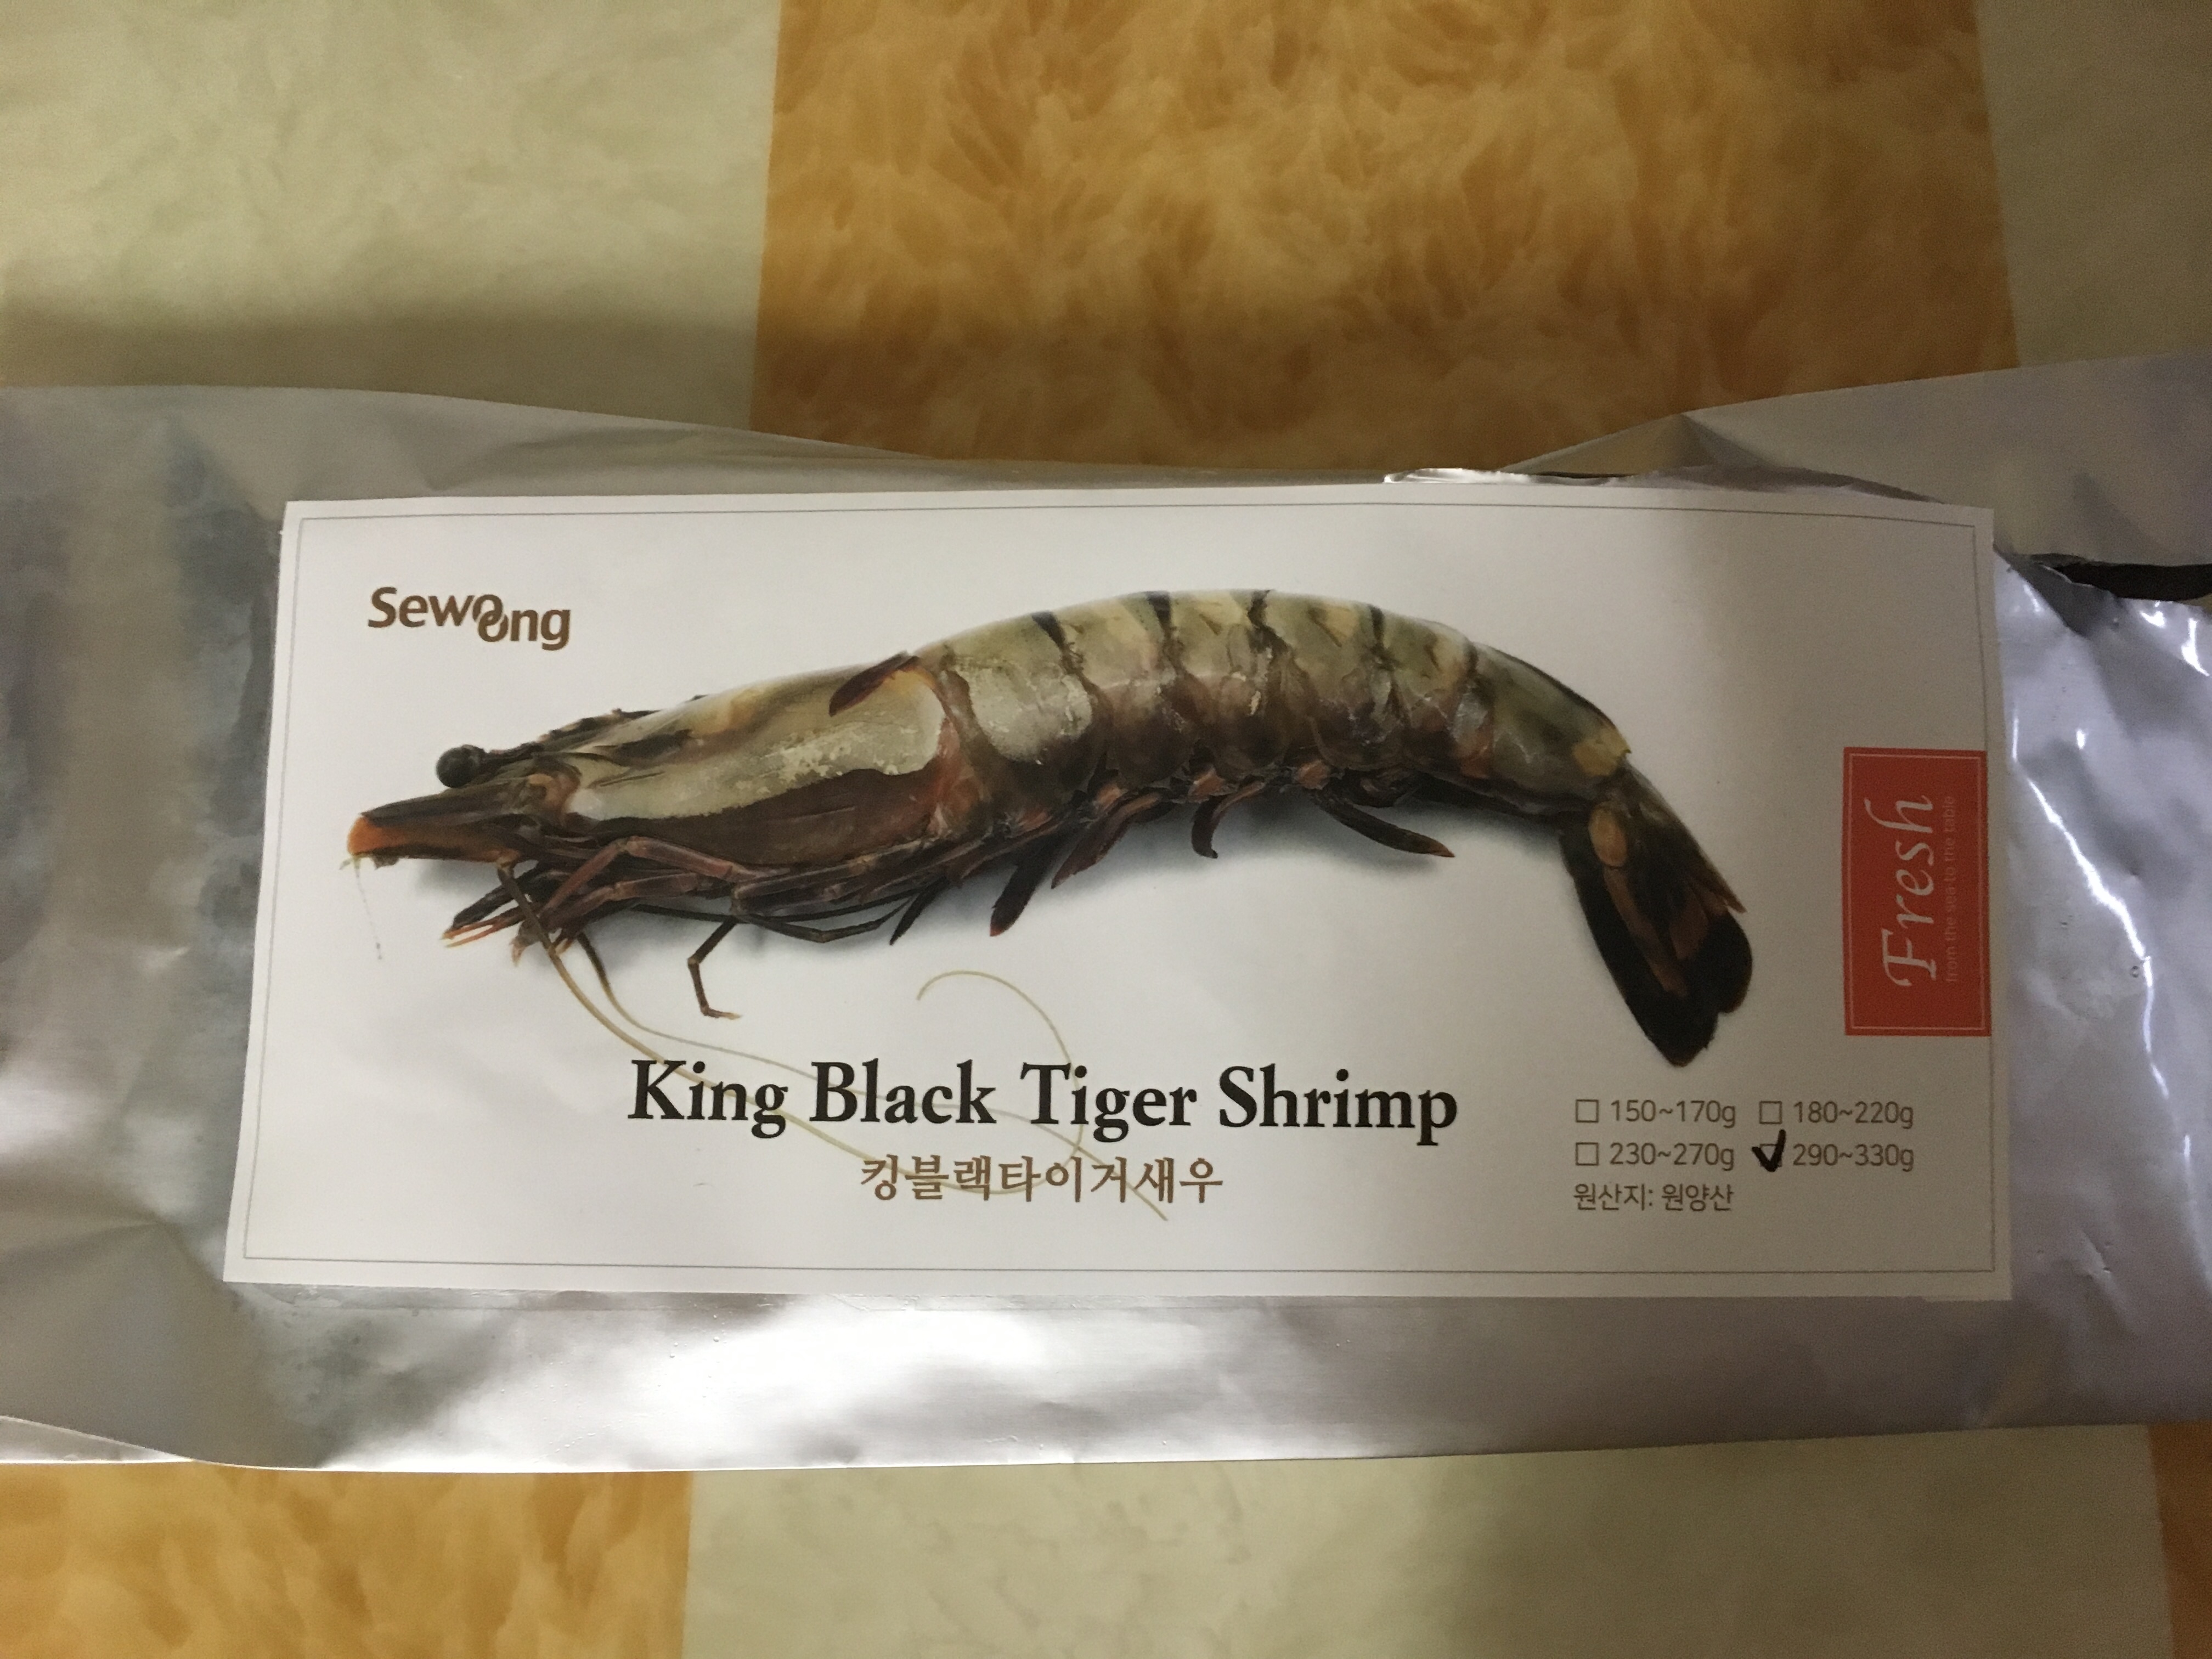 Sewoong
Fresh
from the sea to the table
King Black Tiger Shrimp
킹블랙타이거새우
□ 150~170g □ 180~220g
□ 230~270g ☑ 290~330g
원산지: 원양산